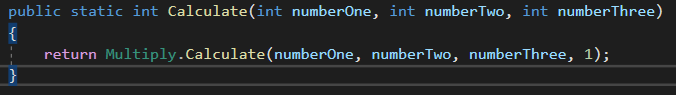 public static int Calculate(int numberOne, int numberTwo, int numberThree)
{
    return Multiply.Calculate(numberOne, numberTwo, numberThree, 1);
}